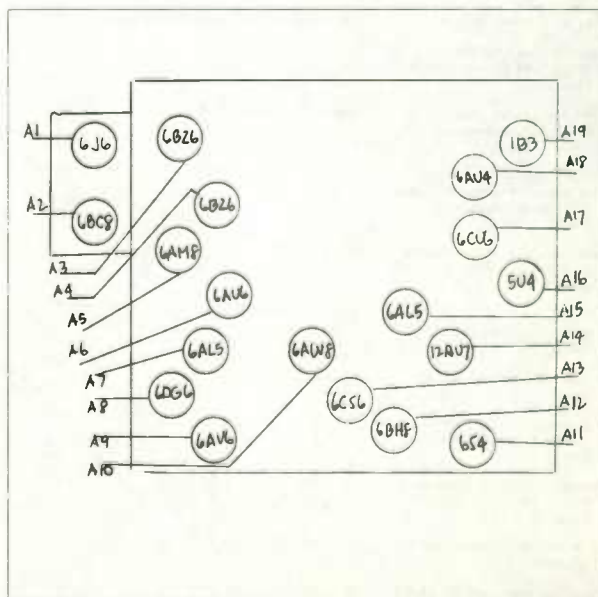 A1
6J6
6BZ6
1B3
A19
6AU4
A18
A2
6BC8
6BZ6
6CU6
A17
6AM8
A3
A4
5U4
A16
6AU6
6AL5
A15
A5
A6
6AL5
6AW8
12AU7
A14
A7
A13
A8
6DG6
6CS6
A12
6BH8
A9
6AV6
6S4
A11
A10